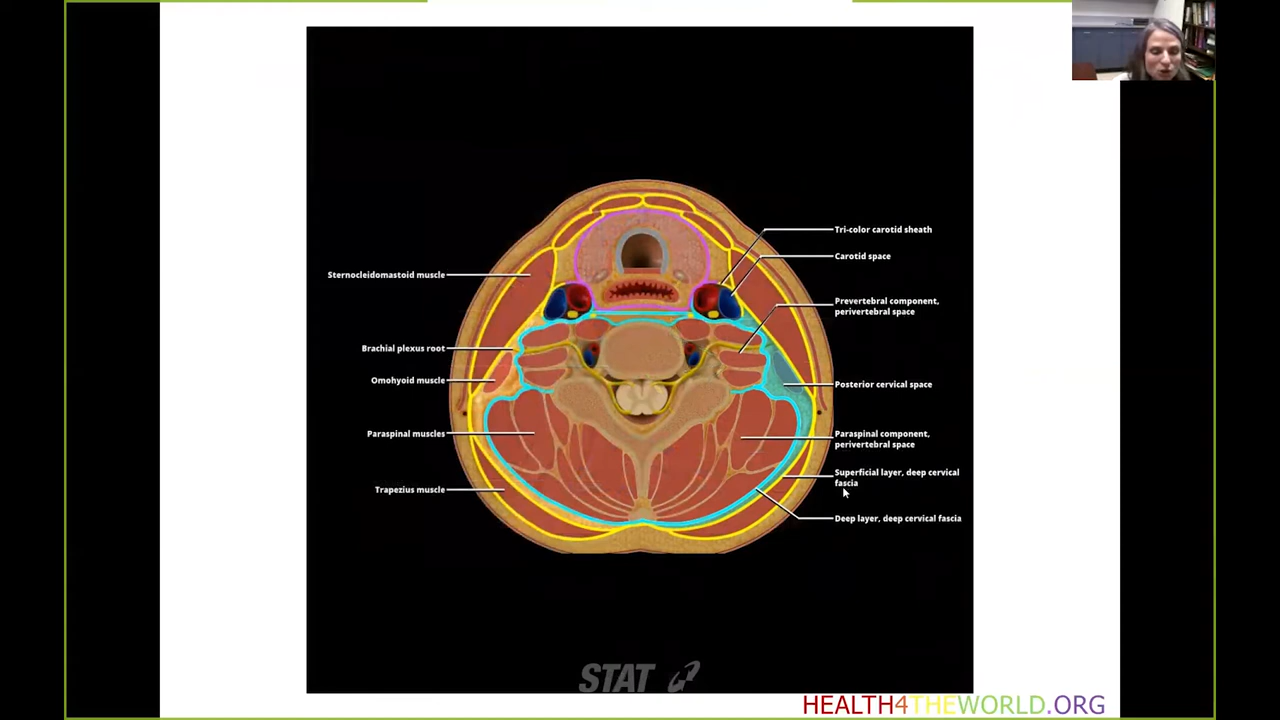 Tri-color carotid sheath
Carotid space
Sternocleidomastoid muscle
Prevertebral component,
perivertebral space
Brachial plexus root
Omohyoid muscle
Posterior cervical space
Paraspinal muscles
Paraspinal component,
perivertebral space
Superficial layer, deep cervical
fascia
Trapezius muscle
Deep layer, deep cervical fascia
STAT
HEALTH4THEWORLD.ORG